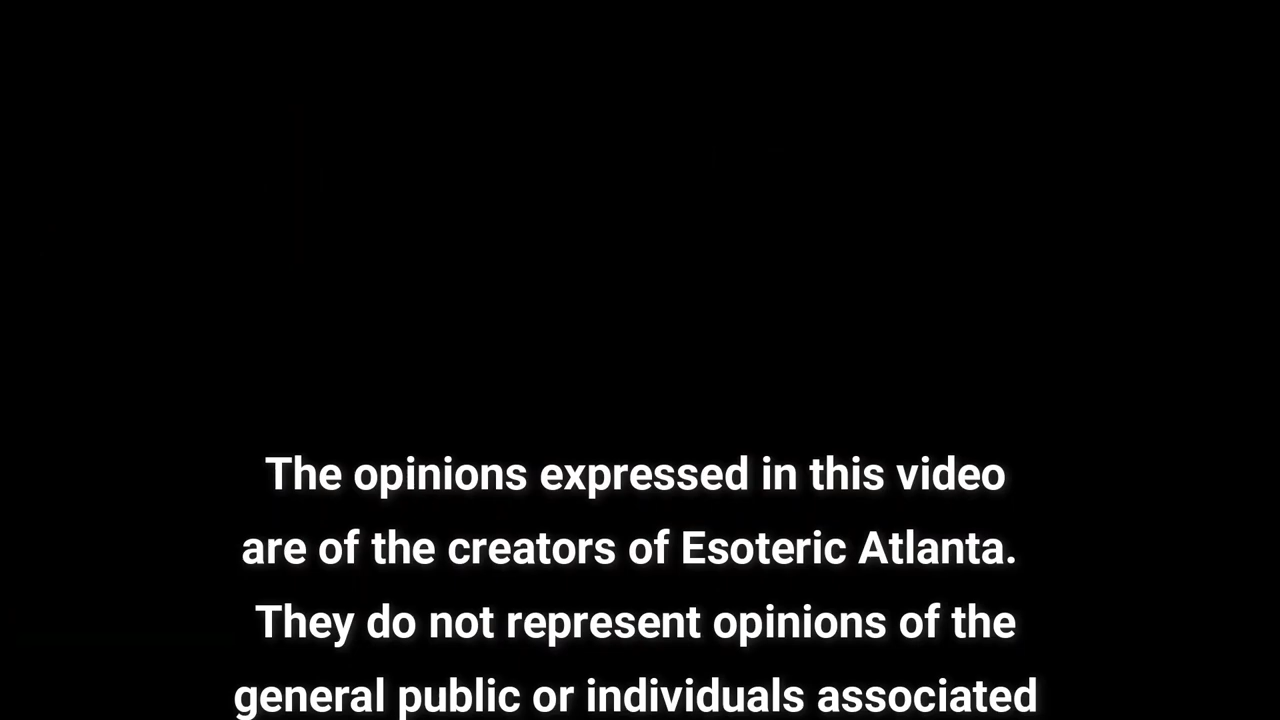 The opinions expressed in this video
are of the creators of Esoteric Atlanta.
They do not represent opinions of the
general public or individuals associated